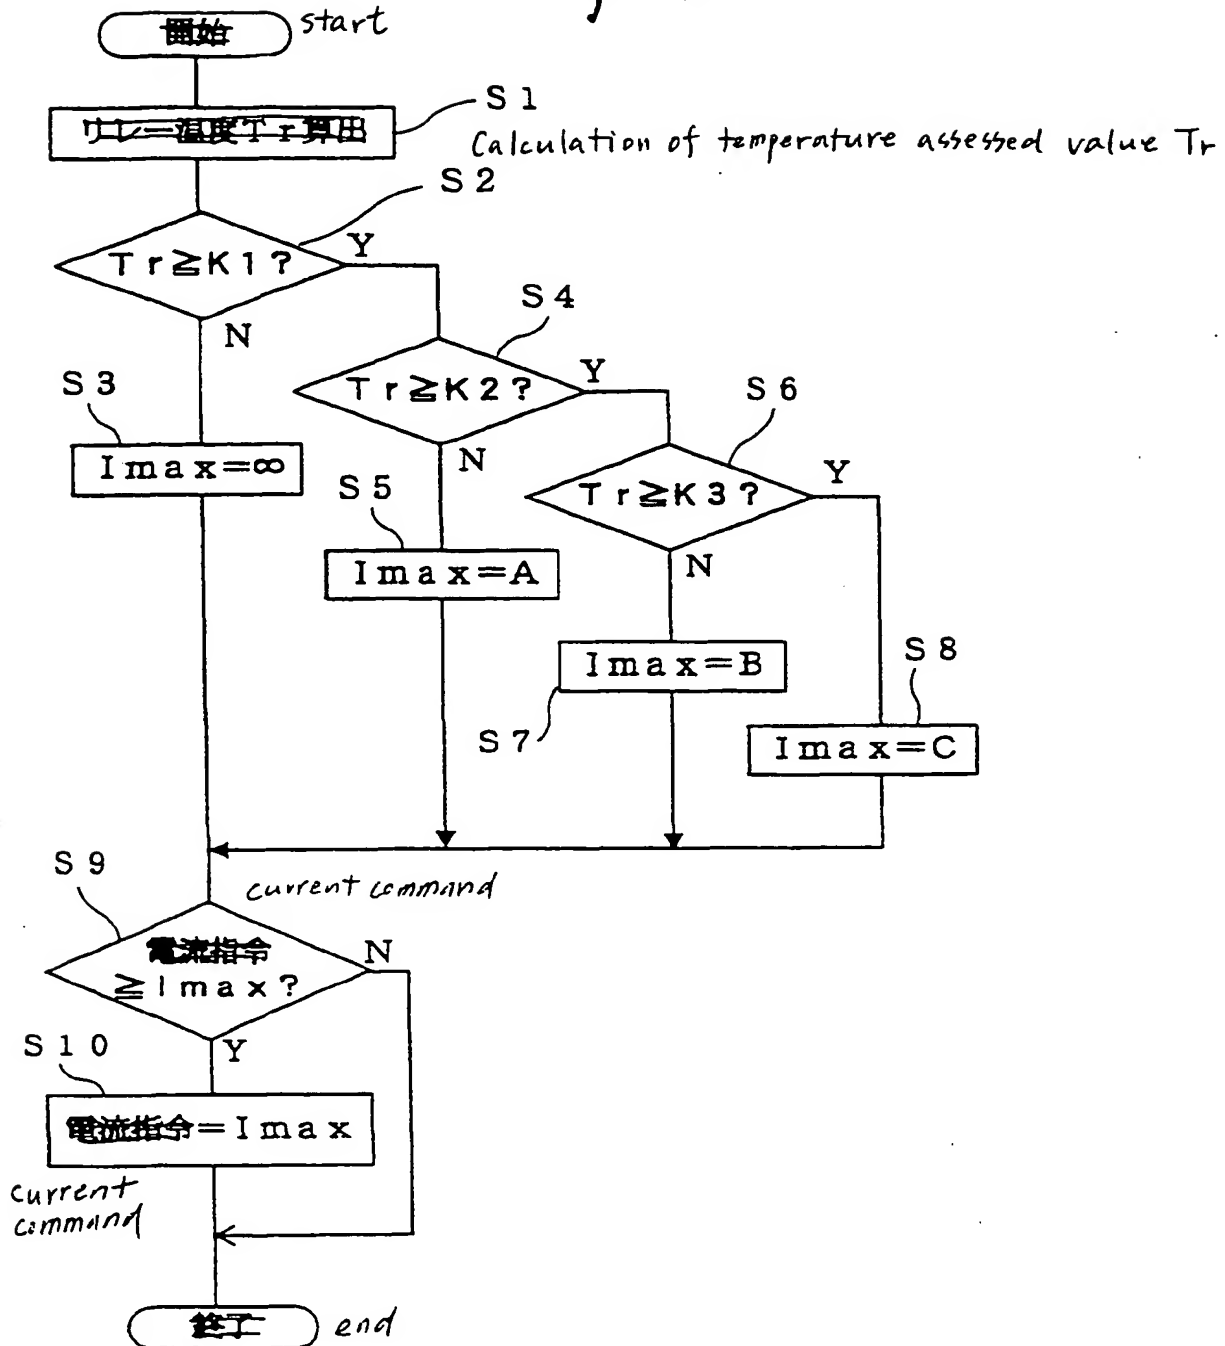 開始 start
リレー温度Tr算出
S1
Calculation of temperature assessed value Tr
S2
Tr≧K1?
Y
N
S4
Tr≧K2?
Y
N
S3
Imax=∞
S6
Tr≧K3?
Y
N
S5
Imax=A
Imax=B
S7
S8
Imax=C
S9
current command
電流指令
≧Imax?
N
Y
S10
電流指令=Imax
current
command
終了 end